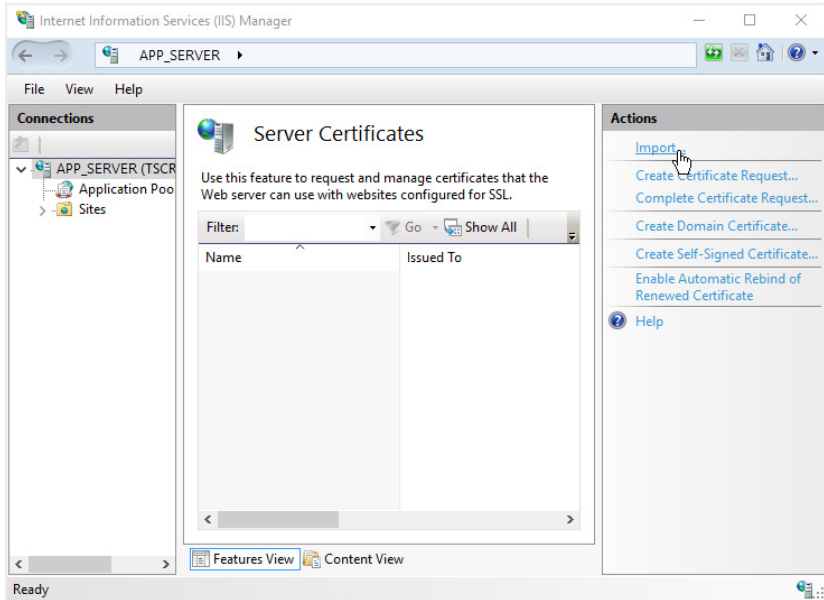 Internet Information Services (IIS) Manager
APP_SERVER
File View Help
Connections
APP_SERVER (TSCR
Application Poo
Sites
Server Certificates
Use this feature to request and manage certificates that the
Web server can use with websites configured for SSL.
Filter: Go Show All
Name Issued To
Features View Content View
Actions
Import...
Create Certificate Request...
Complete Certificate Request...
Create Domain Certificate...
Create Self-Signed Certificate...
Enable Automatic Rebind of
Renewed Certificate
Help
Ready